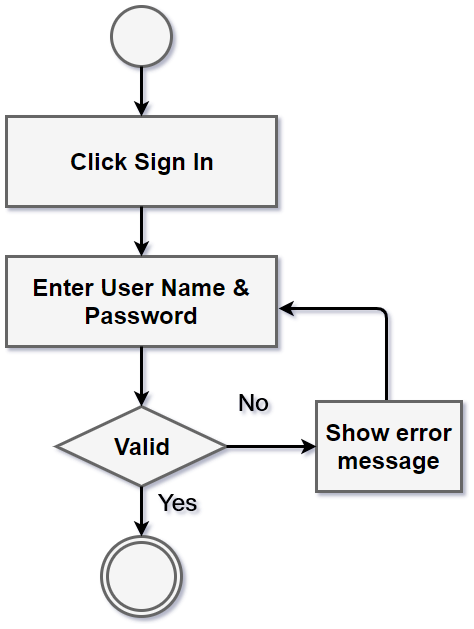 Click Sign In
Enter User Name &
Password
Valid
No
Show error
message
Yes